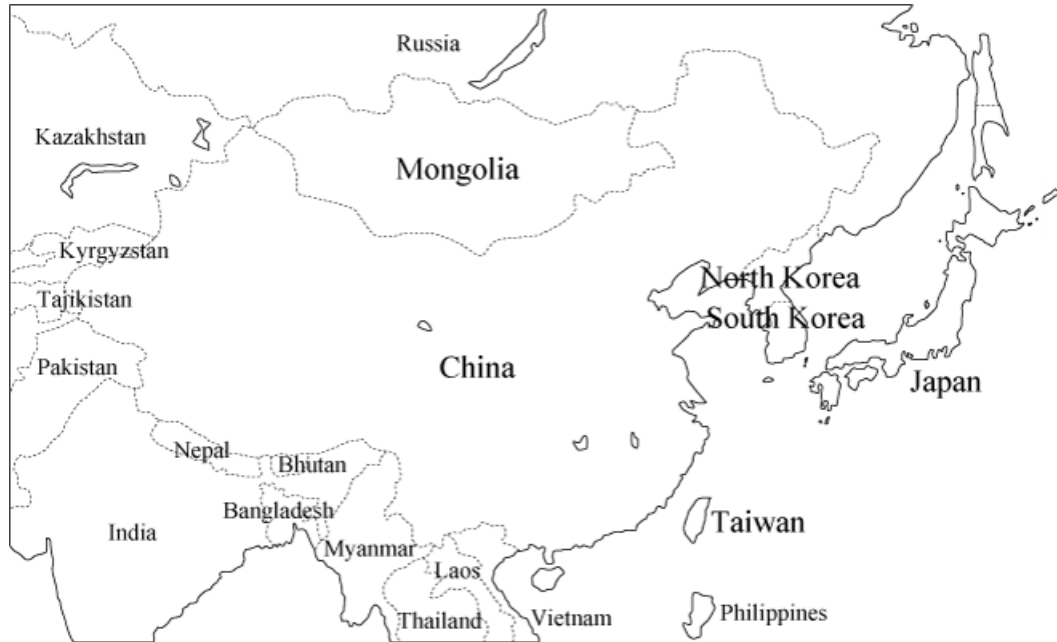 Russia
Kazakhstan
Mongolia
Kyrgyzstan
North Korea
Tajikistan
South Korea
Pakistan
China
Japan
Nepal
Bhutan
Bangladesh
Taiwan
India
Myanmar
Laos
Thailand
Vietnam
Philippines